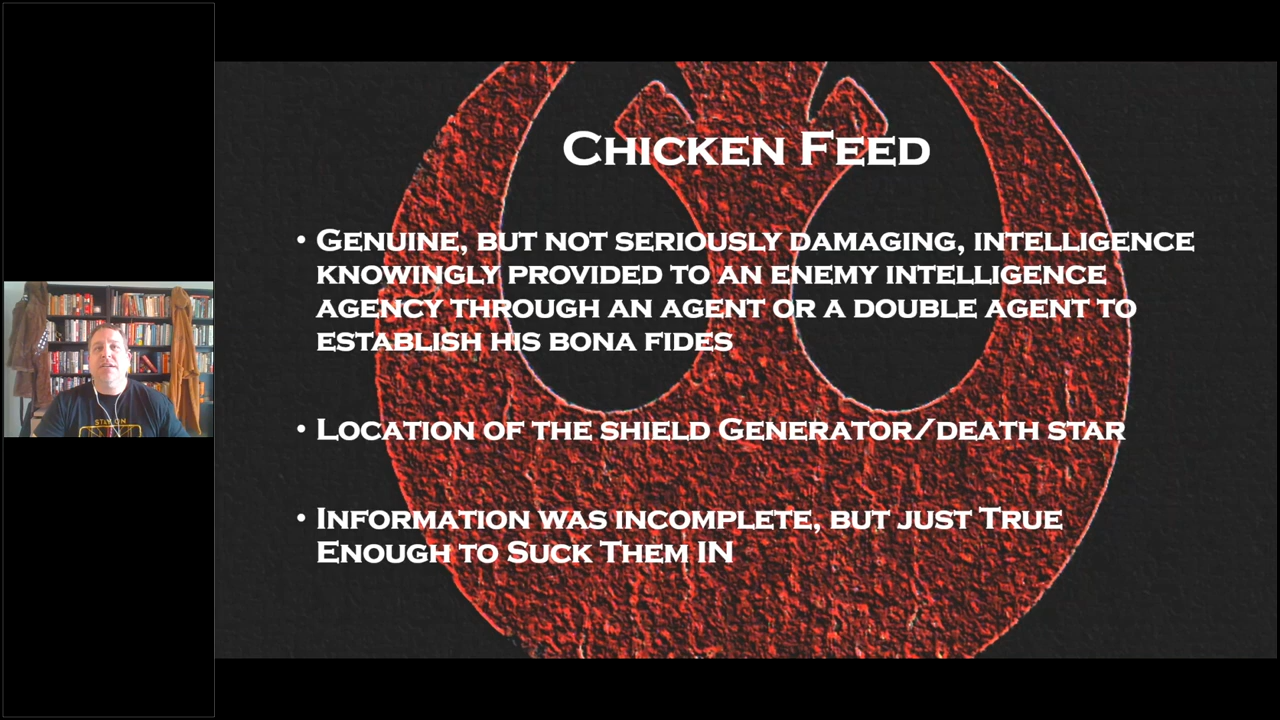 Chicken Feed
• Genuine, but not seriously damaging, intelligence
knowingly provided to an enemy intelligence
agency through an agent or a double agent to
establish his bona fides
• Location of the shield Generator/death star
• Information was incomplete, but just True
Enough to Suck Them IN
STAY ON